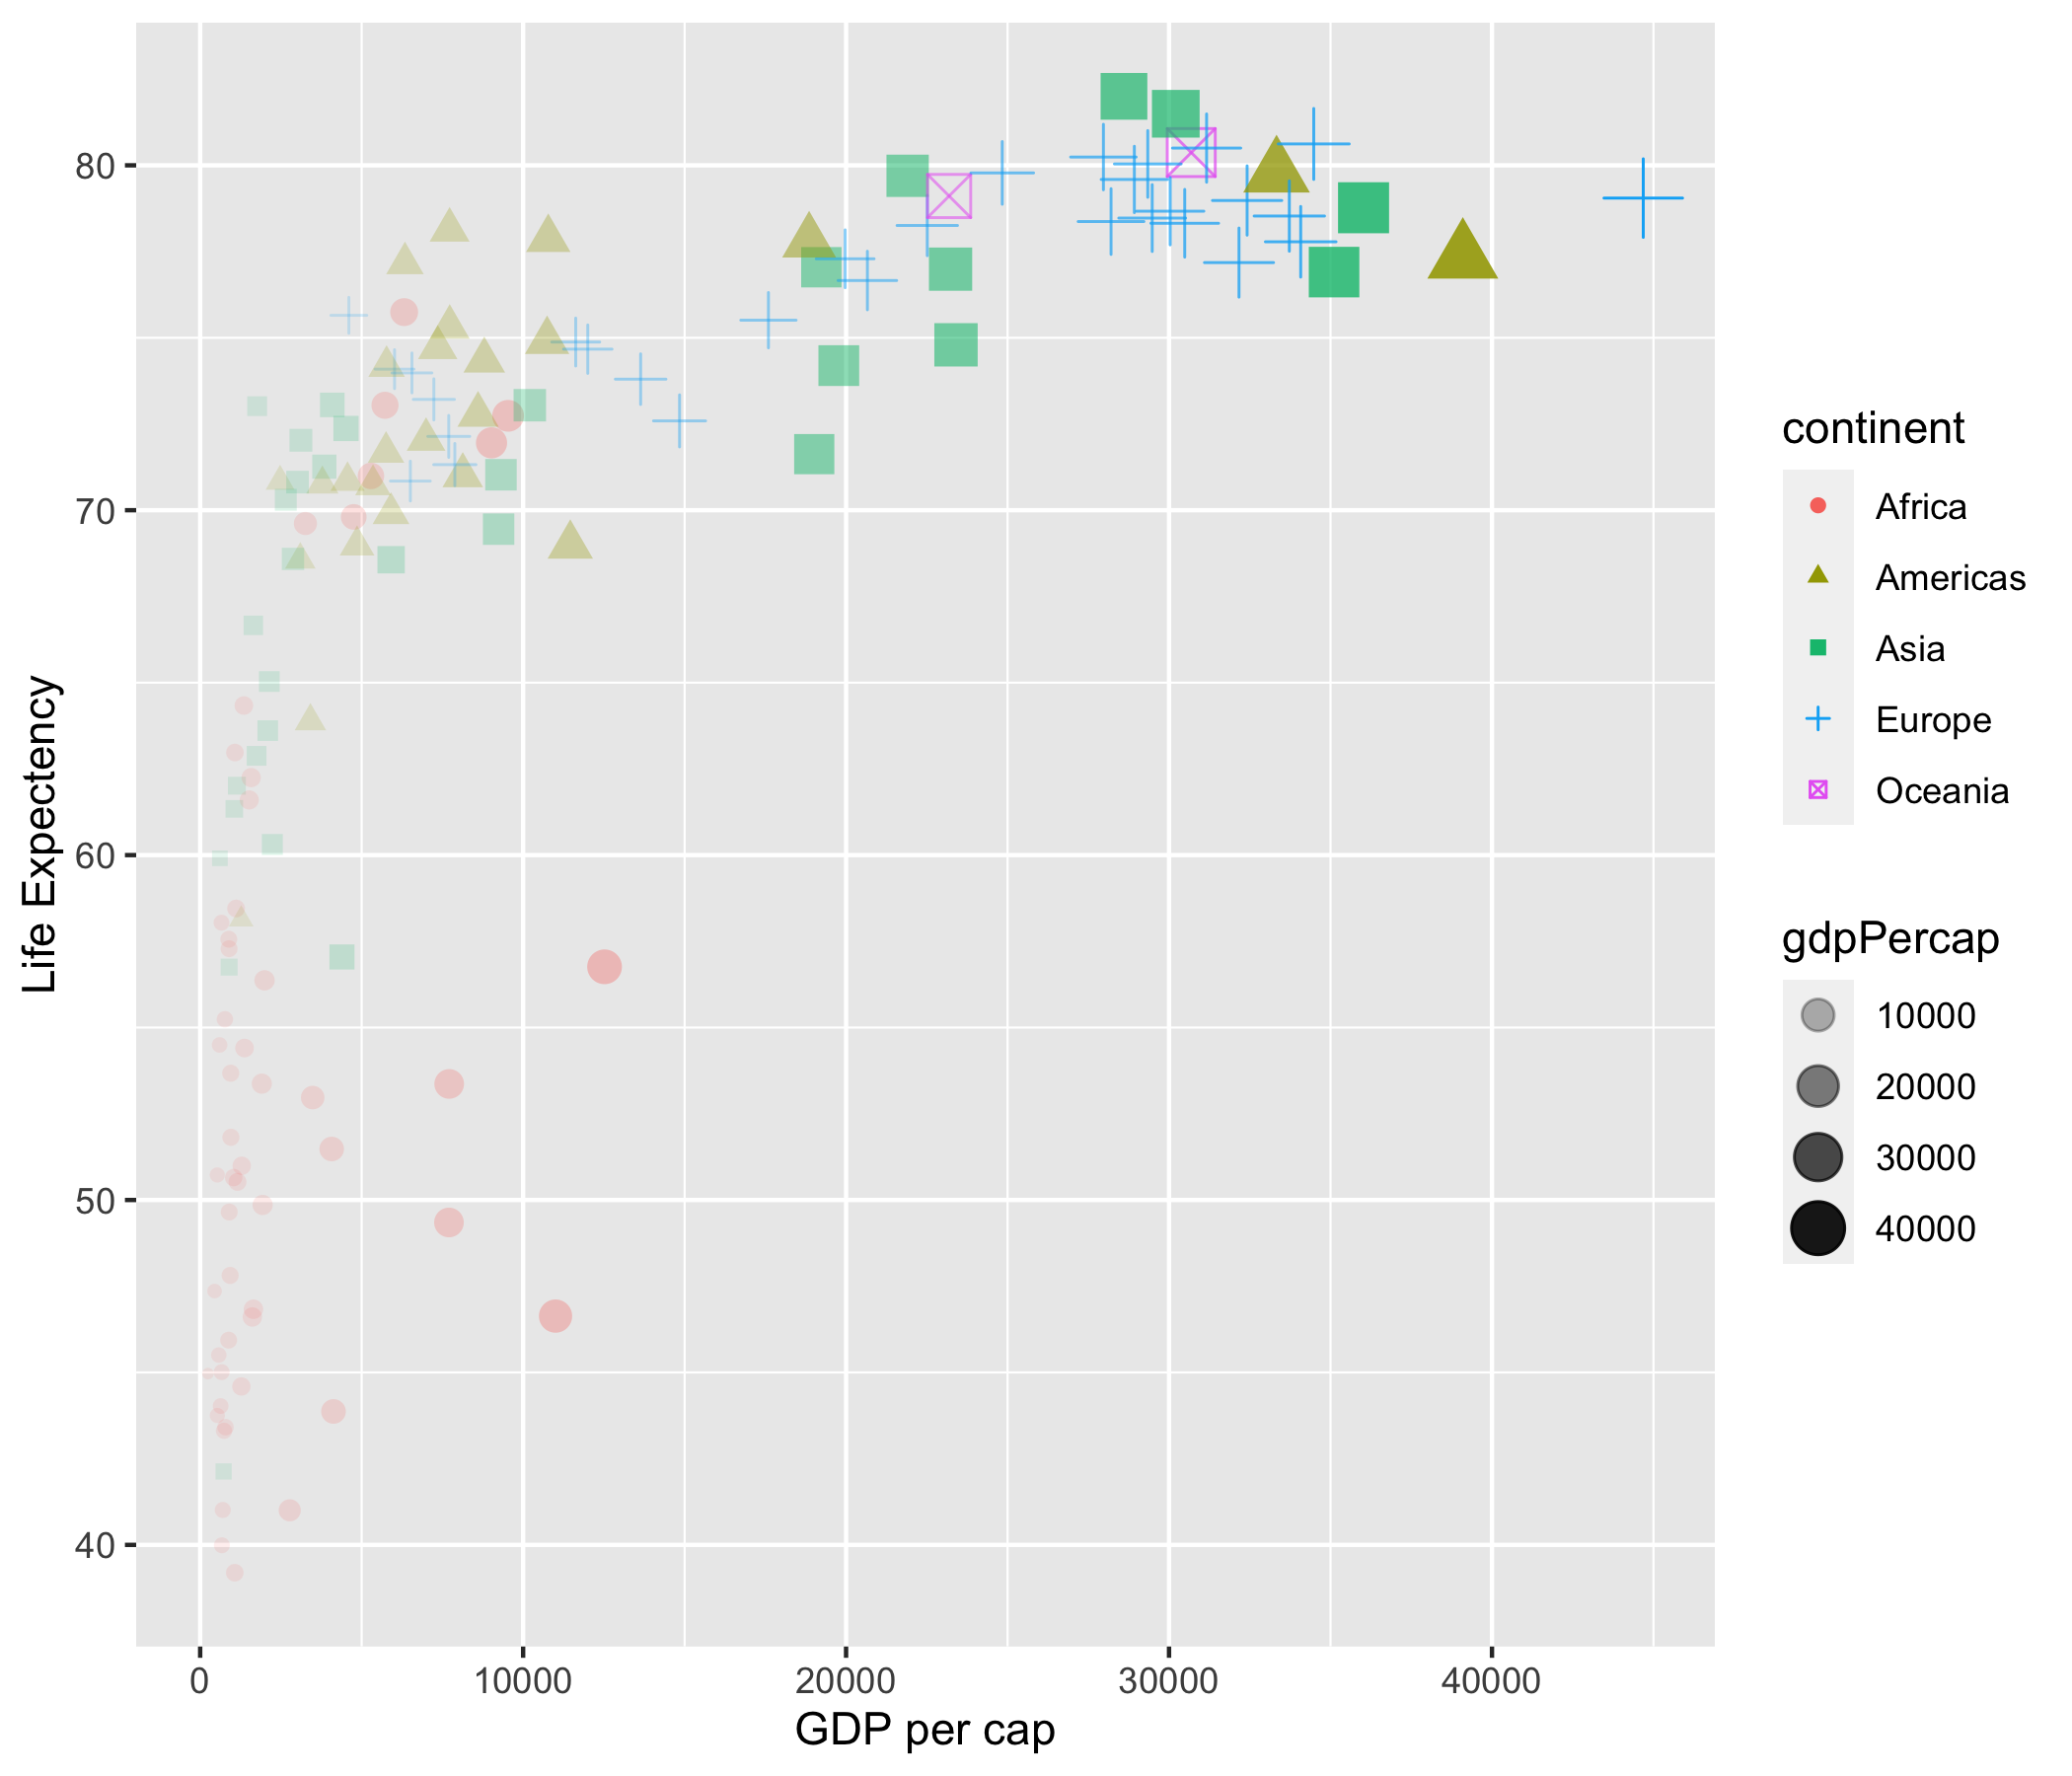 80
70
60
50
40
Life Expectency
0 10000 20000 30000 40000
GDP per cap
continent
Africa
Americas
Asia
Europe
Oceania
gdpPercap
10000
20000
30000
40000